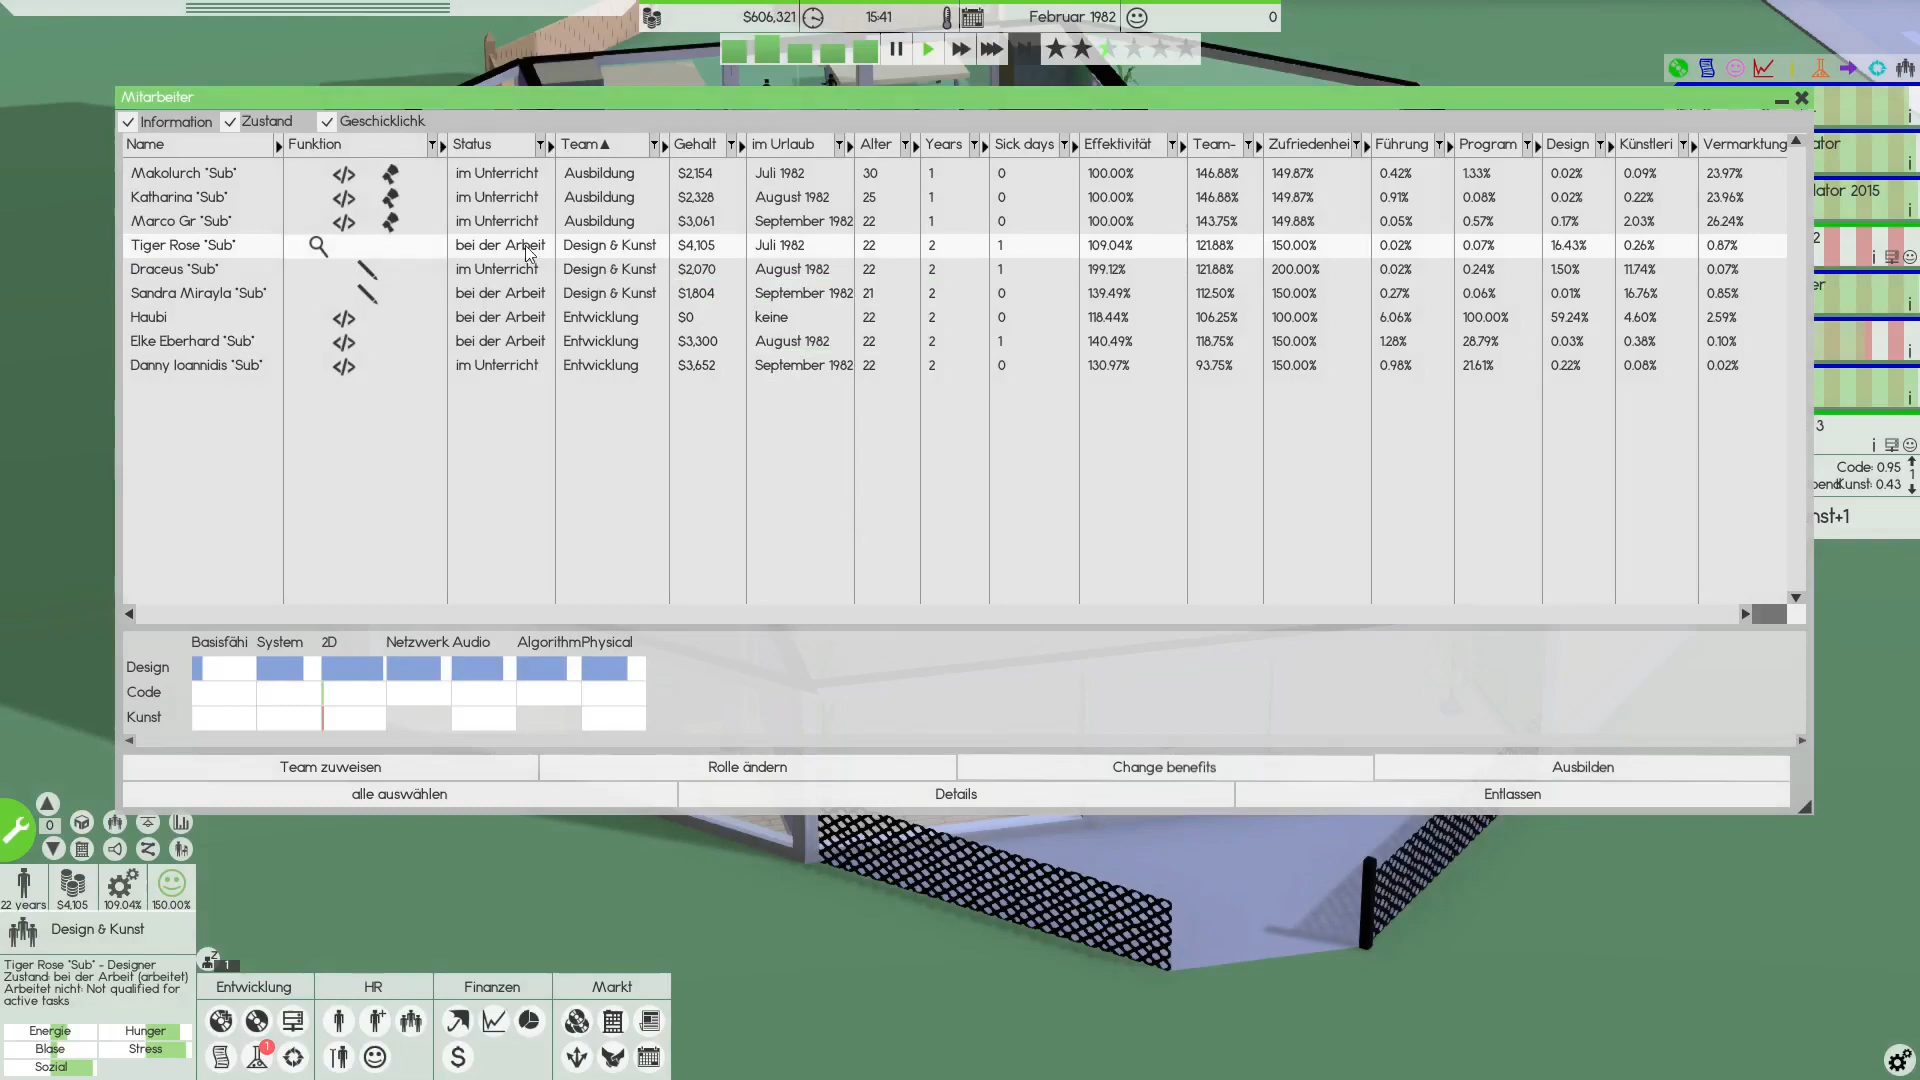 $606,321 15:41 Februar 1982 0
Mitarbeiter
Information Zustand Geschicklichk
Name Funktion Status Team▲ Gehalt im Urlaub Alter Years Sick days Effektivität Team- Zufriedenhei Führung Program Design Künstleri Vermarktung
Makolurch "Sub" im Unterricht Ausbildung $2,154 Juli 1982 30 1 0 100.00% 146.88% 149.87% 0.42% 1.33% 0.02% 0.09% 23.97%
Katharina "Sub" im Unterricht Ausbildung $2,328 August 1982 25 1 0 100.00% 146.88% 149.87% 0.91% 0.08% 0.02% 0.22% 23.96%
Marco Gr "Sub" im Unterricht Ausbildung $3,061 September 1982 22 1 0 100.00% 143.75% 149.88% 0.05% 0.57% 0.17% 2.03% 26.24%
Tiger Rose "Sub" bei der Arbeit Design & Kunst $4,105 Juli 1982 22 2 1 109.04% 121.88% 150.00% 0.02% 0.07% 16.43% 0.26% 0.87%
Draceus "Sub" im Unterricht Design & Kunst $2,070 August 1982 22 2 1 199.12% 121.88% 200.00% 0.02% 0.24% 1.50% 11.74% 0.07%
Sandra Mirayla "Sub" bei der Arbeit Design & Kunst $1,804 September 1982 21 2 0 139.49% 112.50% 150.00% 0.27% 0.06% 0.01% 16.76% 0.85%
Haubi bei der Arbeit Entwicklung $0 keine 22 2 0 118.44% 106.25% 100.00% 6.06% 100.00% 59.24% 4.60% 2.59%
Elke Eberhard "Sub" bei der Arbeit Entwicklung $3,300 August 1982 22 2 1 140.49% 118.75% 150.00% 1.28% 28.79% 0.03% 0.38% 0.10%
Danny Ioannidis "Sub" im Unterricht Entwicklung $3,652 September 1982 22 2 0 130.97% 93.75% 150.00% 0.98% 21.61% 0.22% 0.08% 0.02%
ator
lator 2015
2
er
3
Code: 0.95
1
Kunst: 0.43
nst+1
Basisfähi System 2D Netzwerk Audio Algorithm Physical
Design
Code
Kunst
Team zuweisen Rolle ändern Change benefits Ausbilden
alle auswählen Details Entlassen
0
22 years $4,105 109.04% 150.00%
Design & Kunst
Tiger Rose "Sub" - Designer
Zustand: bei der Arbeit (arbeitet)
Arbeitet nicht: Not qualified for
active tasks
Energie Hunger
Blase Stress
Sozial
Z
1
Entwicklung HR Finanzen Markt
1